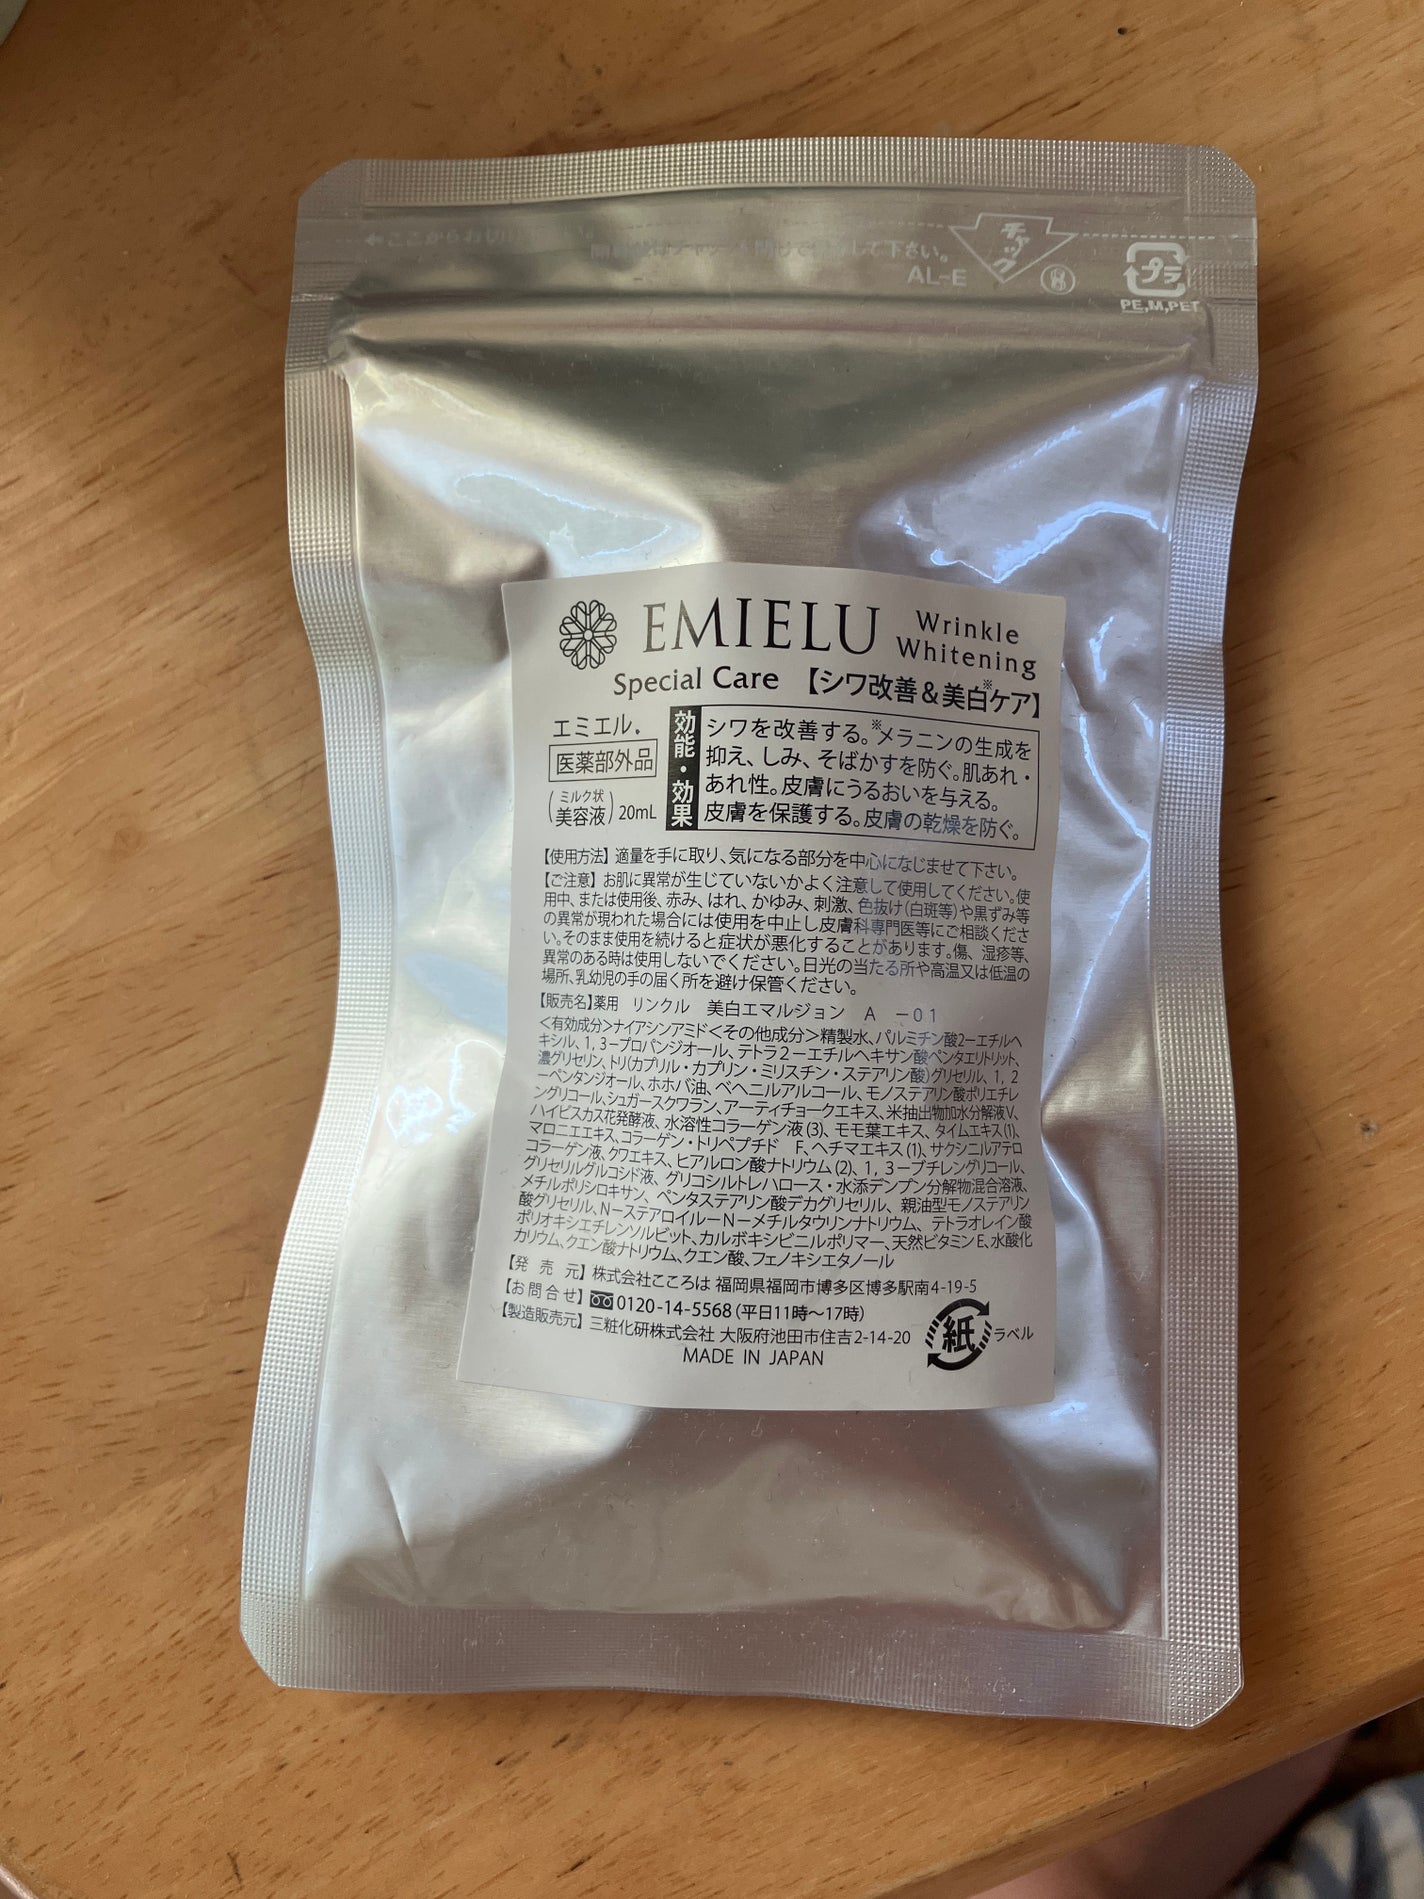 ←ここからお切り
閉じて保存して下さい。
チャック
AL-E
プラ
PE,M,PET
EMIELU Wrinkle Whitening
Special Care 【シワ改善&美白※ケア】
エミエル.
医薬部外品
(ミルク状美容液) 20mL
効能・効果
シワを改善する。※メラニンの生成を
抑え、しみ、そばかすを防ぐ。肌あれ・
あれ性。皮膚にうるおいを与える。
皮膚を保護する。皮膚の乾燥を防ぐ。
【使用方法】適量を手に取り、気になる部分を中心になじませて下さい。
【ご注意】お肌に異常が生じていないかよく注意して使用してください。使
用中、または使用後、赤み、はれ、かゆみ、刺激、色抜け(白斑等)や黒ずみ等
の異常が現われた場合には使用を中止し皮膚科専門医等にご相談くださ
い。そのまま使用を続けると症状が悪化することがあります。傷、湿疹等、
異常のある時は使用しないでください。日光の当たる所や高温又は低温の
場所、乳幼児の手の届く所を避け保管ください。
【販売名】薬用 リンクル 美白エマルジョン A -01
<有効成分>ナイアシンアミド<その他成分>精製水、パルミチン酸2-エチルヘ
キシル、1,3-プロパンジオール、テトラ2-エチルヘキサン酸ペンタエリトリット、
濃グリセリン、トリ(カプリル・カプリン・ミリスチン・ステアリン酸)グリセリル、1,2
-ペンタンジオール、ホホバ油、ベヘニルアルコール、モノステアリン酸ポリエチレ
ングリコール、シュガースクワラン、アーティチョークエキス、米抽出物加水分解液V、
ハイビスカス花発酵液、水溶性コラーゲン液(3)、モモ葉エキス、タイムエキス(1)、
マロニエエキス、コラーゲン・トリペプチド F、ヘチマエキス(1)、サクシニルアテロ
コラーゲン液、クワエキス、ヒアルロン酸ナトリウム(2)、1,3-ブチレングリコール、
グリセリルグルコシド液、グリコシルトレハロース・水添デンプン分解物混合溶液、
メチルポリシロキサン、ペンタステアリン酸デカグリセリル、親油型モノステアリン
酸グリセリル、N-ステアロイル-N-メチルタウリンナトリウム、テトラオレイン酸
ポリオキシエチレンソルビット、カルボキシビニルポリマー、天然ビタミンE、水酸化
カリウム、クエン酸ナトリウム、クエン酸、フェノキシエタノール
【発売元】株式会社こころは 福岡県福岡市博多区博多駅南4-19-5
【お問合せ】0120-14-5568(平日11時〜17時)
【製造販売元】三粧化研株式会社 大阪府池田市住吉2-14-20
紙 ラベル
MADE IN JAPAN